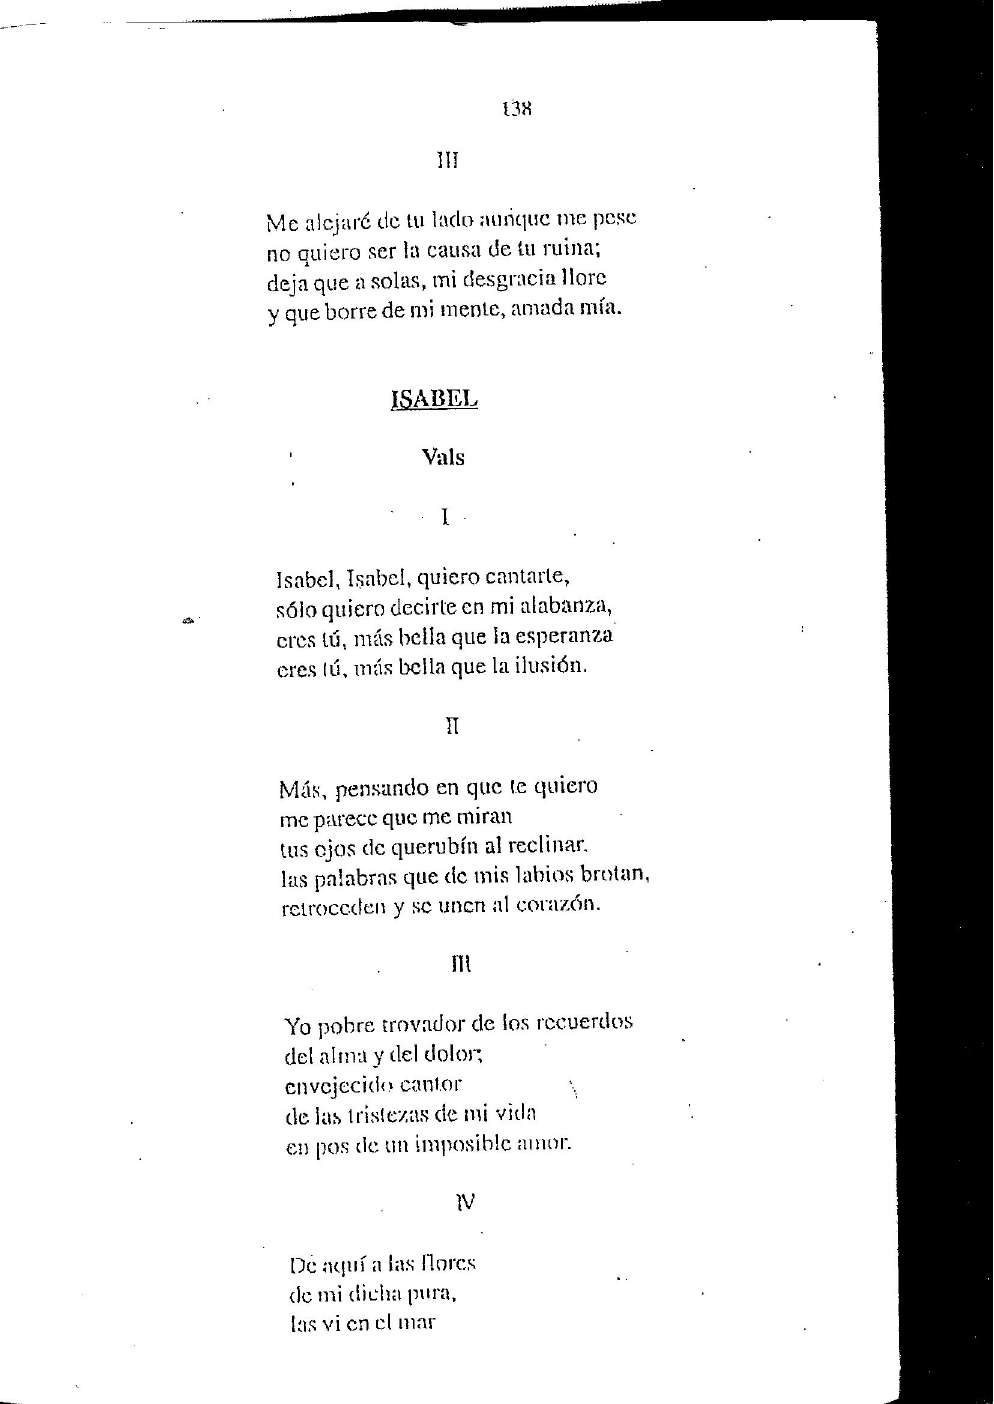 138
III
Me alejaré de tu lado aunque me pese
no quiero ser la causa de tu ruina;
deja que a solas, mi desgracia llore
y que borre de mi mente, amada mía.
ISABEL
Vals
I
Isabel, Isabel, quiero cantarte,
sólo quiero decirte en mi alabanza,
eres tú, más bella que la esperanza
eres tú, más bella que la ilusión.
II
Más, pensando en que te quiero
me parece que me miran
tus ojos de querubín al reclinar.
las palabras que de mis labios brotan,
retroceden y se unen al corazón.
III
Yo pobre trovador de los recuerdos
del alma y del dolor;
envejecido cantor
de las tristezas de mi vida
en pos de un imposible amor.
IV
De aquí a las flores
de mi dicha pura,
las vi en el mar